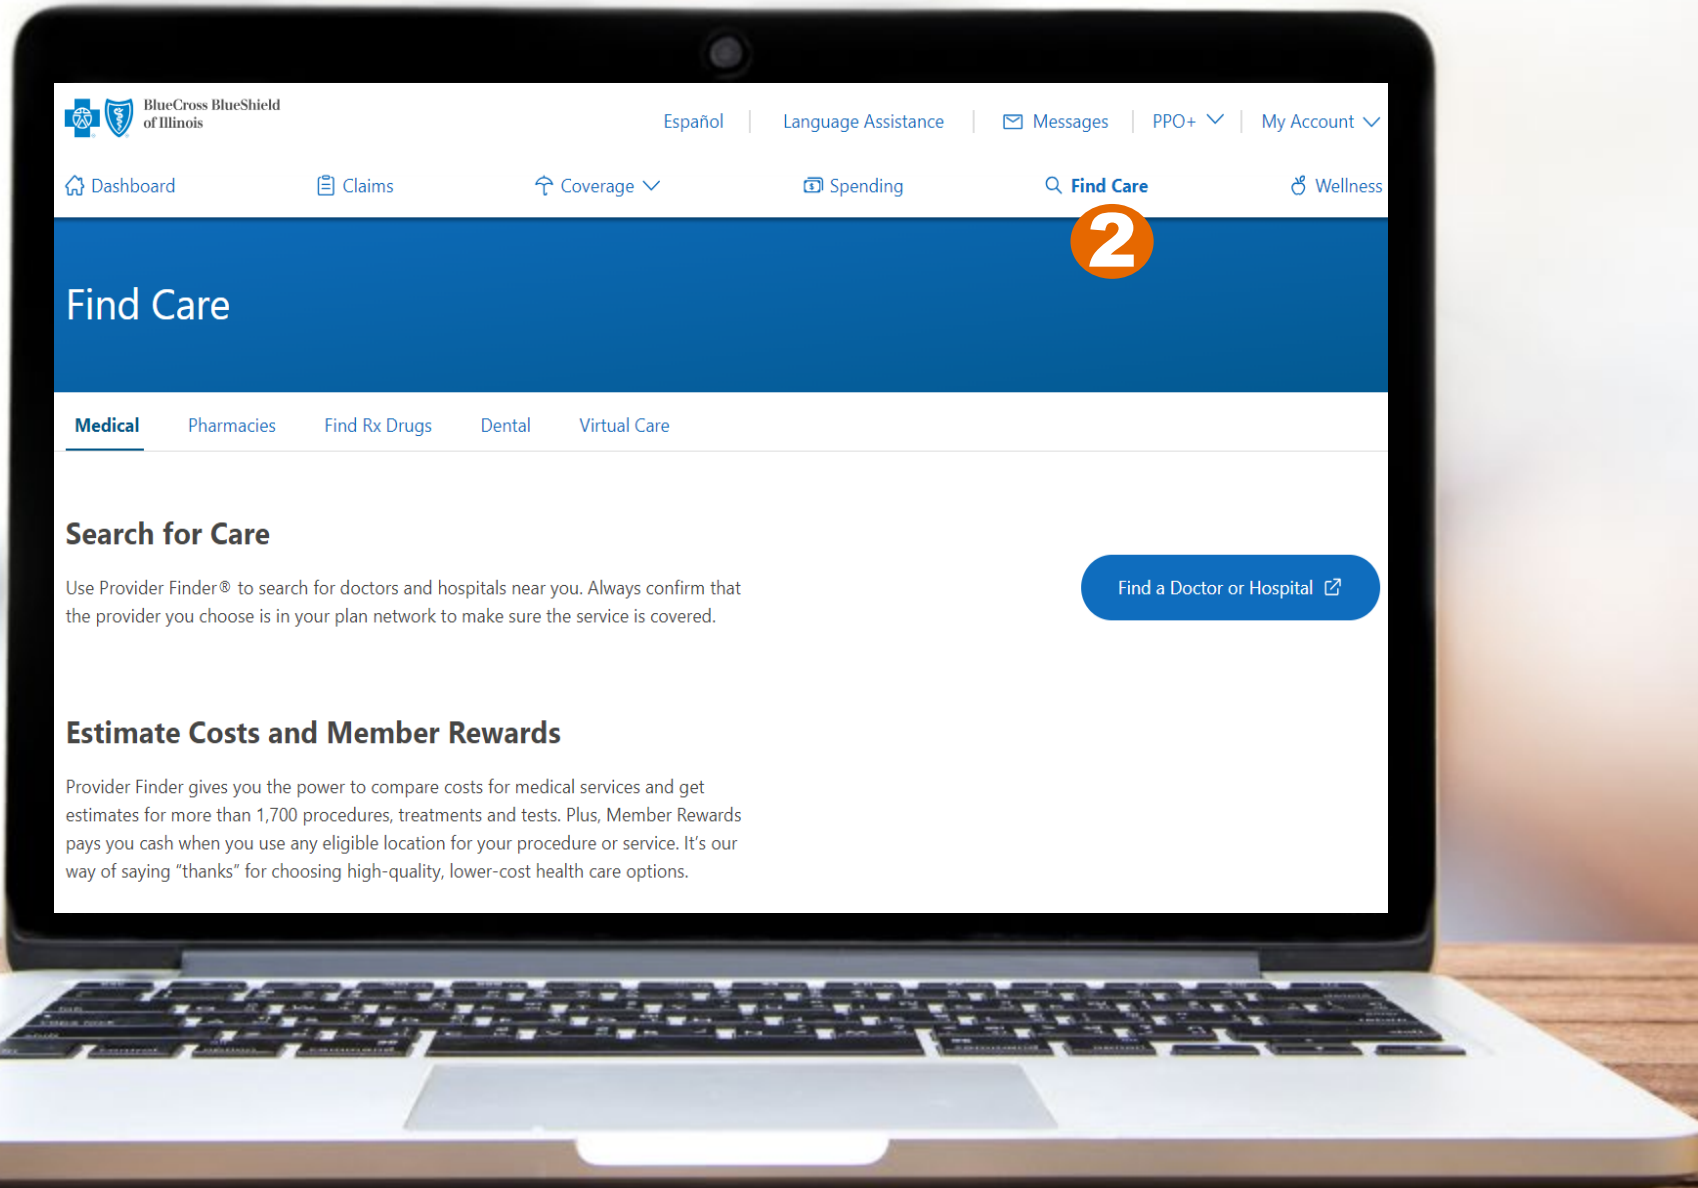 BlueCross BlueShield
of Illinois
Español
Language Assistance
Messages
PPO+
My Account
Dashboard
Claims
Coverage
Spending
Find Care
Wellness
2
Find Care
Medical
Pharmacies
Find Rx Drugs
Dental
Virtual Care
Search for Care
Use Provider Finder® to search for doctors and hospitals near you. Always confirm that
the provider you choose is in your plan network to make sure the service is covered.
Find a Doctor or Hospital
Estimate Costs and Member Rewards
Provider Finder gives you the power to compare costs for medical services and get
estimates for more than 1,700 procedures, treatments and tests. Plus, Member Rewards
pays you cash when you use any eligible location for your procedure or service. It's our
way of saying “thanks” for choosing high-quality, lower-cost health care options.
command
command